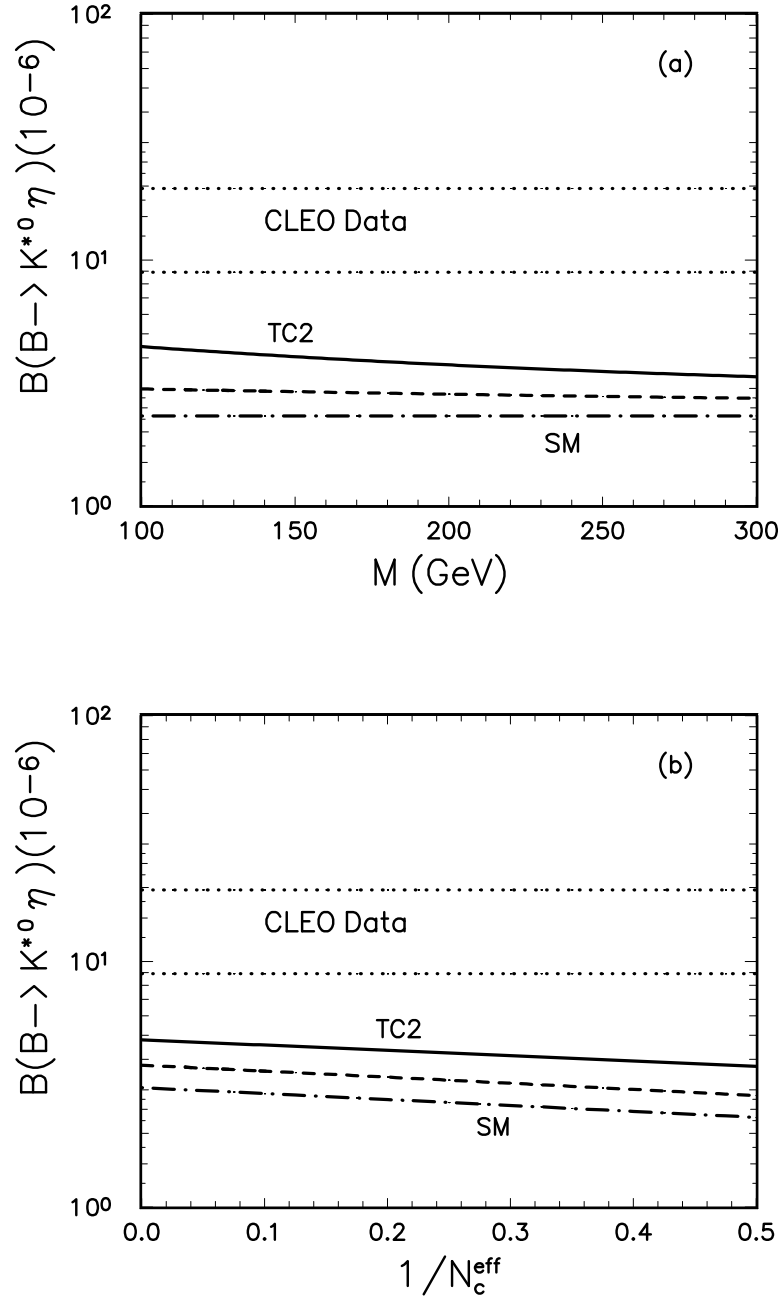 B(B−> K*⁰ η)(10−6)
10²
(a)
CLEO Data
10¹
TC2
SM
10⁰
100 150 200 250 300
M (GeV)
B(B−> K*⁰ η)(10−6)
10²
(b)
CLEO Data
10¹
TC2
SM
10⁰
0.0 0.1 0.2 0.3 0.4 0.5
1/N_c^eff